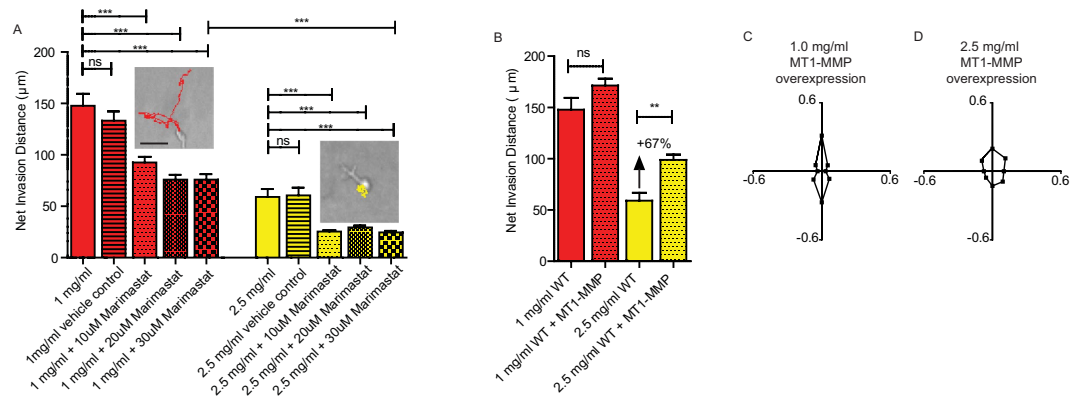 A
Net Invasion Distance (μm)
200
150
100
50
0
***
***
***
ns
***
***
***
***
ns
1 mg/ml
1mg/ml vehicle control
1 mg/ml + 10uM Marimastat
1 mg/ml + 20uM Marimastat
1 mg/ml + 30uM Marimastat
2.5 mg/ml
2.5 mg/ml vehicle control
2.5 mg/ml + 10uM Marimastat
2.5 mg/ml + 20uM Marimastat
2.5 mg/ml + 30uM Marimastat
B
Net Invasion Distance ( μm)
200
150
100
50
0
ns
**
+67%
1 mg/ml WT
1 mg/ml WT + MT1-MMP
2.5 mg/ml WT
2.5 mg/ml WT + MT1-MMP
C
1.0 mg/ml
MT1-MMP
overexpression
0.6
-0.6
0.6
-0.6
D
2.5 mg/ml
MT1-MMP
overexpression
0.6
-0.6
0.6
-0.6